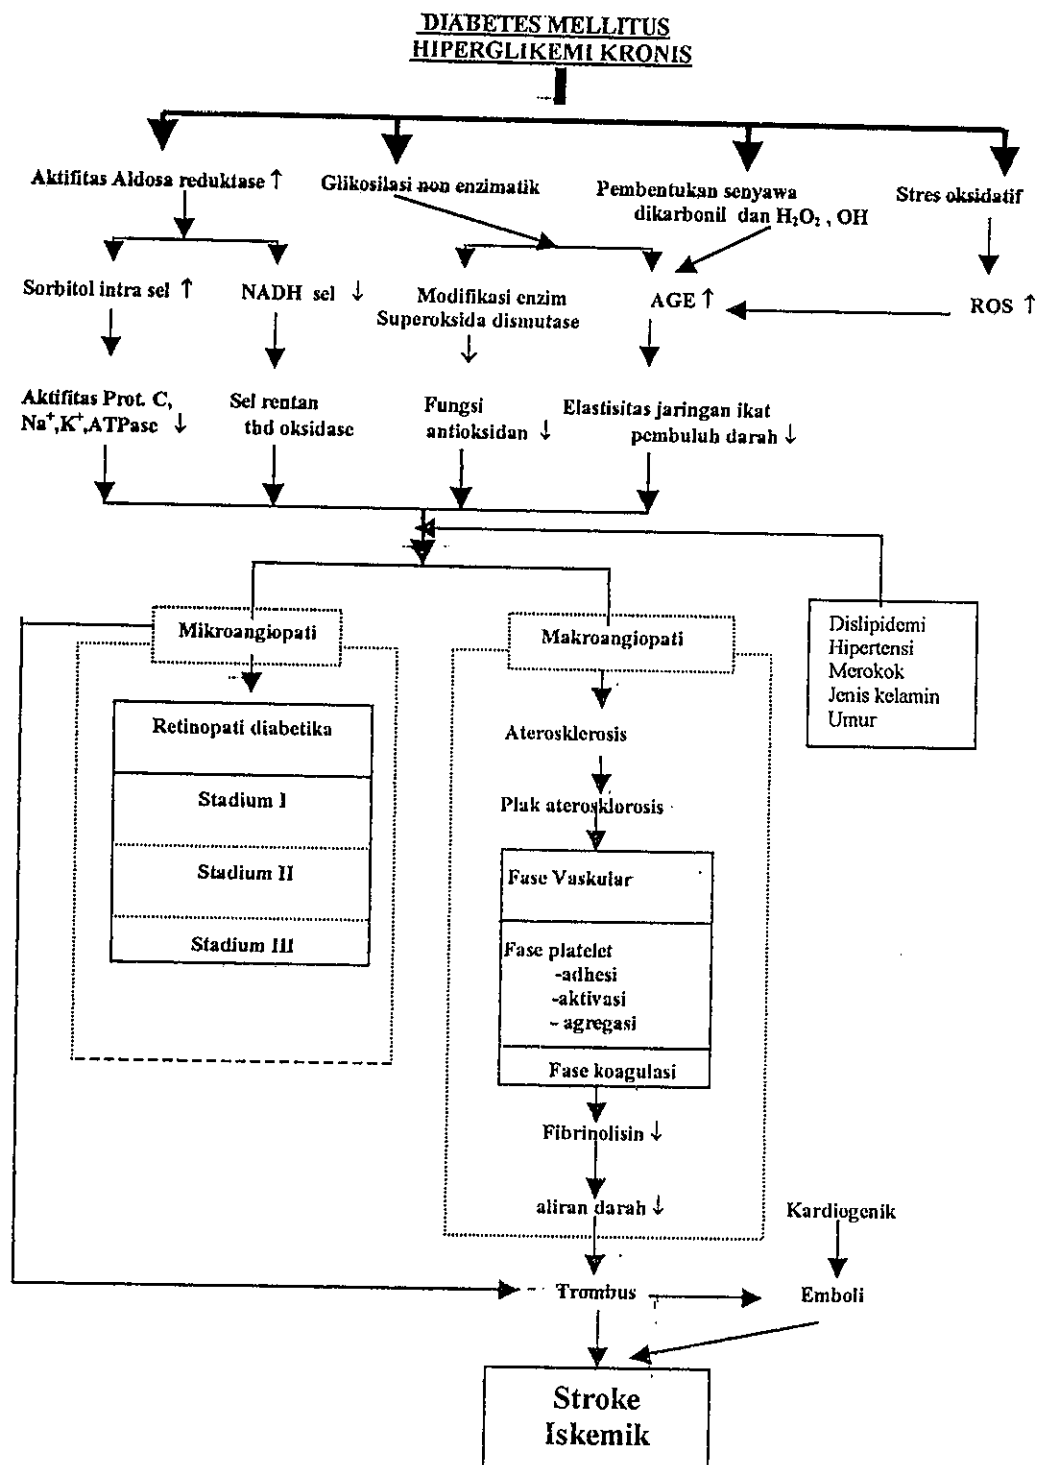 DIABETES MELLITUS
HIPERGLIKEMI KRONIS
Aktifitas Aldosa reduktase ↑
Glikosilasi non enzimatik
Pembentukan senyawa
dikarbonil dan H₂O₂ , OH
Stres oksidatif
Sorbitol intra sel ↑
NADH sel ↓
Modifikasi enzim
Superoksida dismutase
↓
AGE ↑
ROS ↑
Aktifitas Prot. C,
Na⁺,K⁺,ATPase ↓
Sel rentan
thd oksidasc
Fungsi
antioksidan ↓
Elastisitas jaringan ikat
pembuluh darah ↓
Mikroangiopati
Makroangiopati
Dislipidemi
Hipertensi
Merokok
Jenis kelamin
Umur
Retinopati diabetika
Stadium I
Stadium II
Stadium III
Aterosklerosis
Plak aterosklorosis
Fase Vaskular
Fase platelet
-adhesi
-aktivasi
- agregasi
Fase koagulasi
Fibrinolisin ↓
aliran darah ↓
Kardiogenik
Trombus
Emboli
Stroke
Iskemik